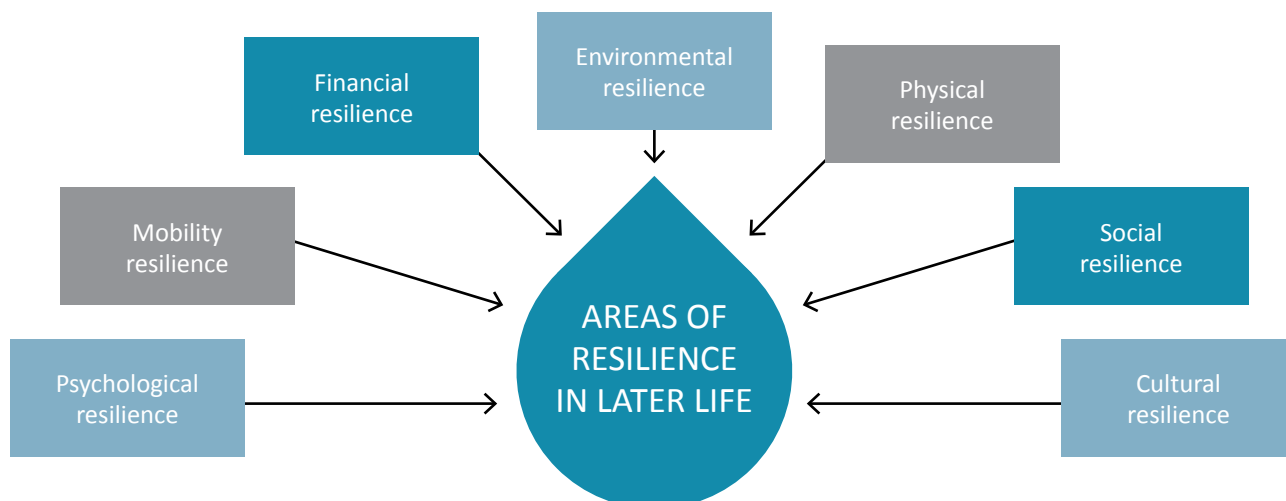 Environmental
resilience
Financial
resilience
Physical
resilience
Mobility
resilience
Social
resilience
AREAS OF
RESILIENCE
IN LATER LIFE
Psychological
resilience
Cultural
resilience